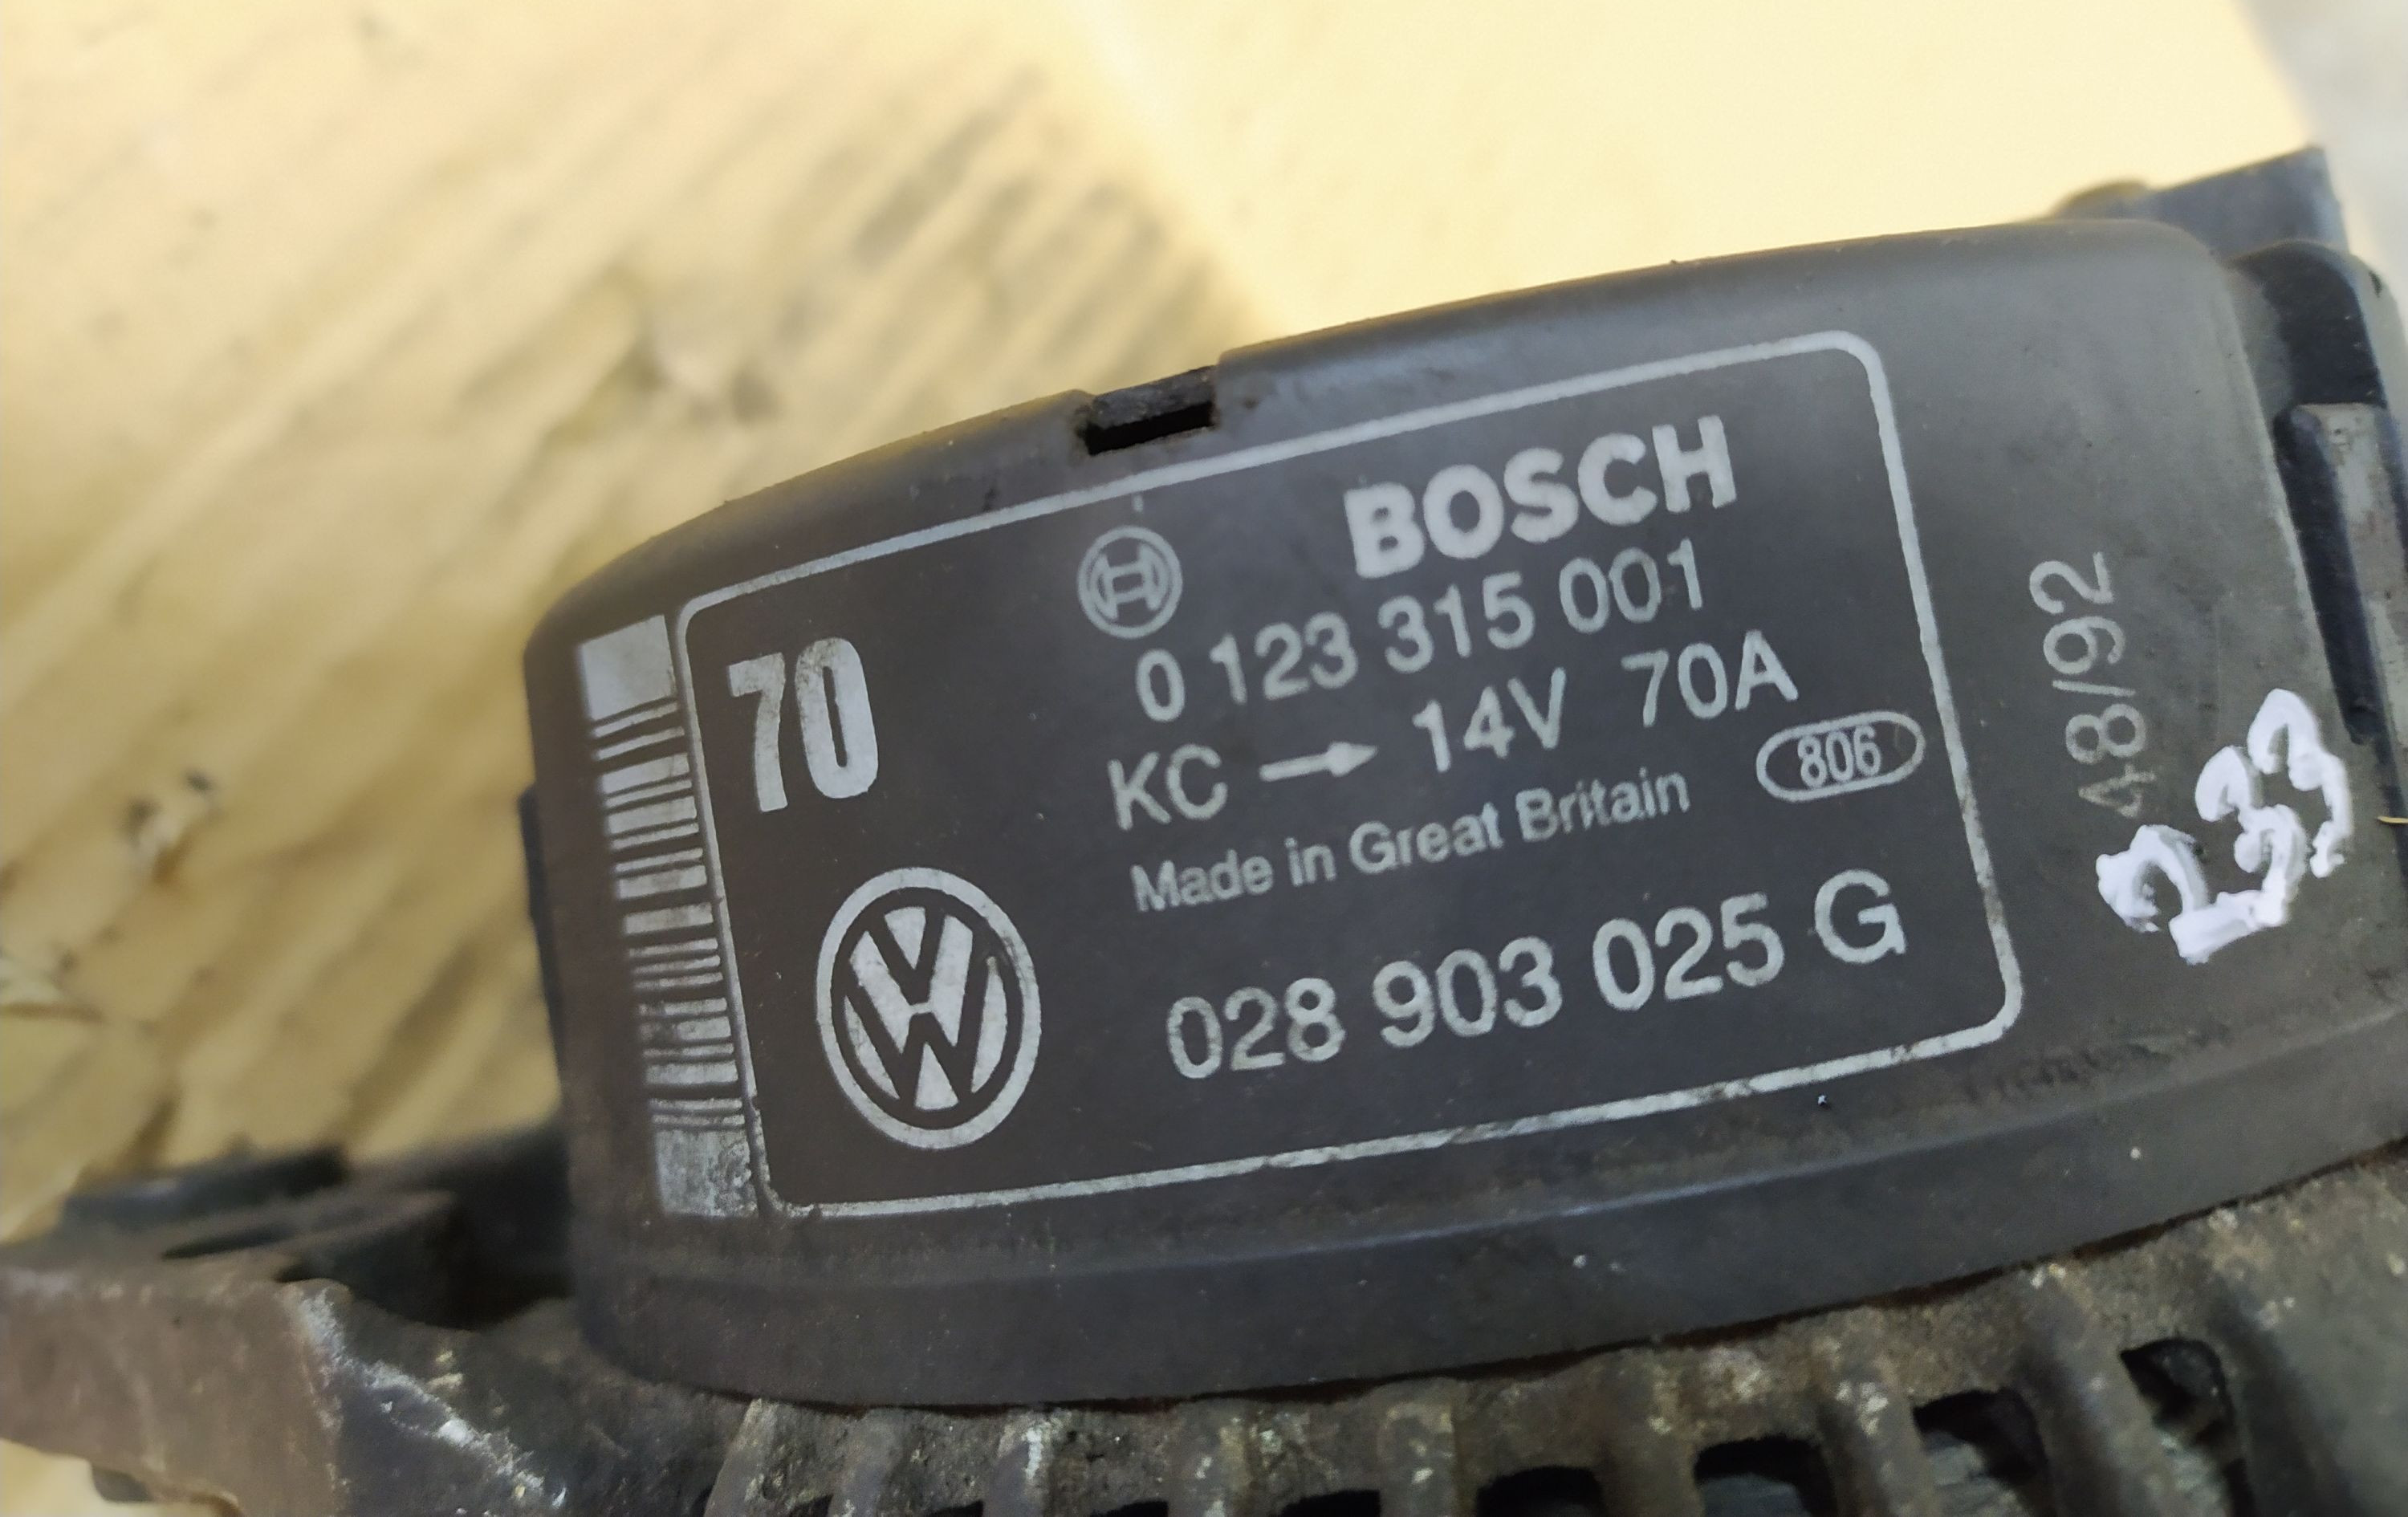 BOSCH
0 123 315 001
70
KC → 14V 70A
Made in Great Britain
806
028 903 025 G
48/92
233